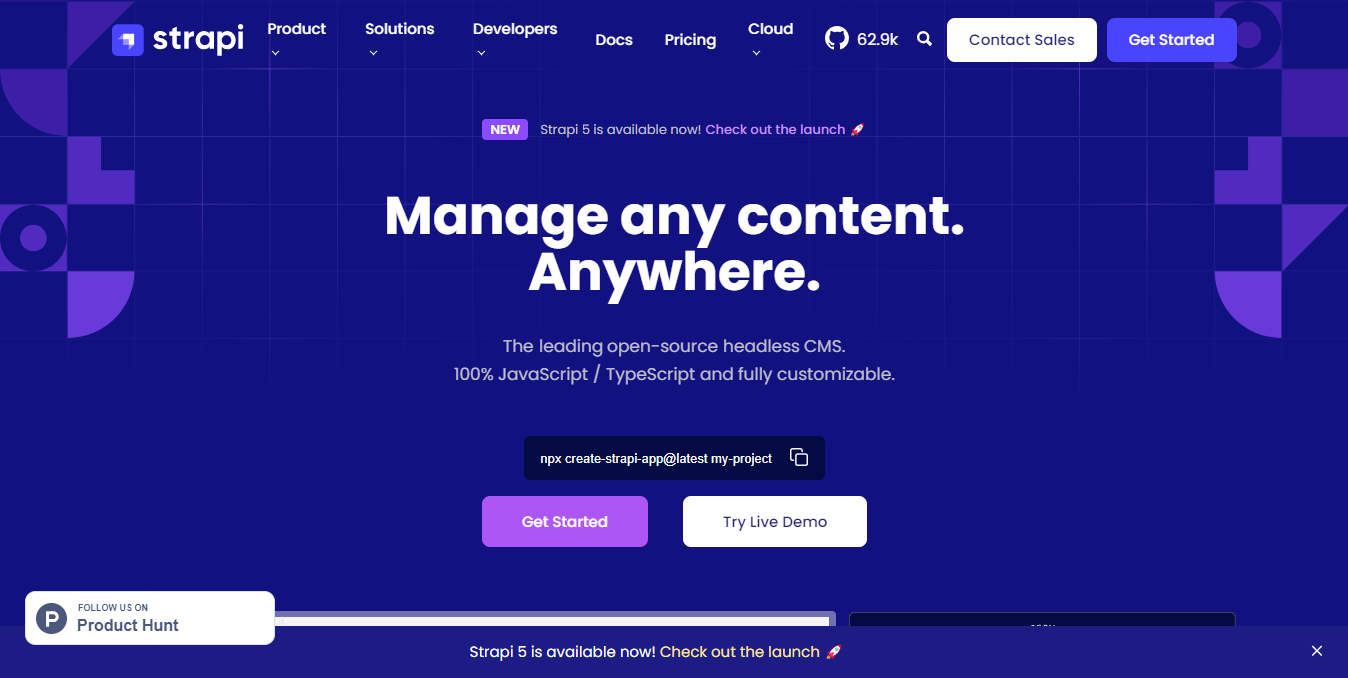 strapi
Product
Solutions
Developers
Docs
Pricing
Cloud
62.9k
Contact Sales
Get Started
NEW
Strapi 5 is available now! Check out the launch 🚀
Manage any content.
Anywhere.
The leading open-source headless CMS.
100% JavaScript / TypeScript and fully customizable.
npx create-strapi-app@latest my-project
Get Started
Try Live Demo
P
FOLLOW US ON
Product Hunt
Strapi 5 is available now! Check out the launch 🚀